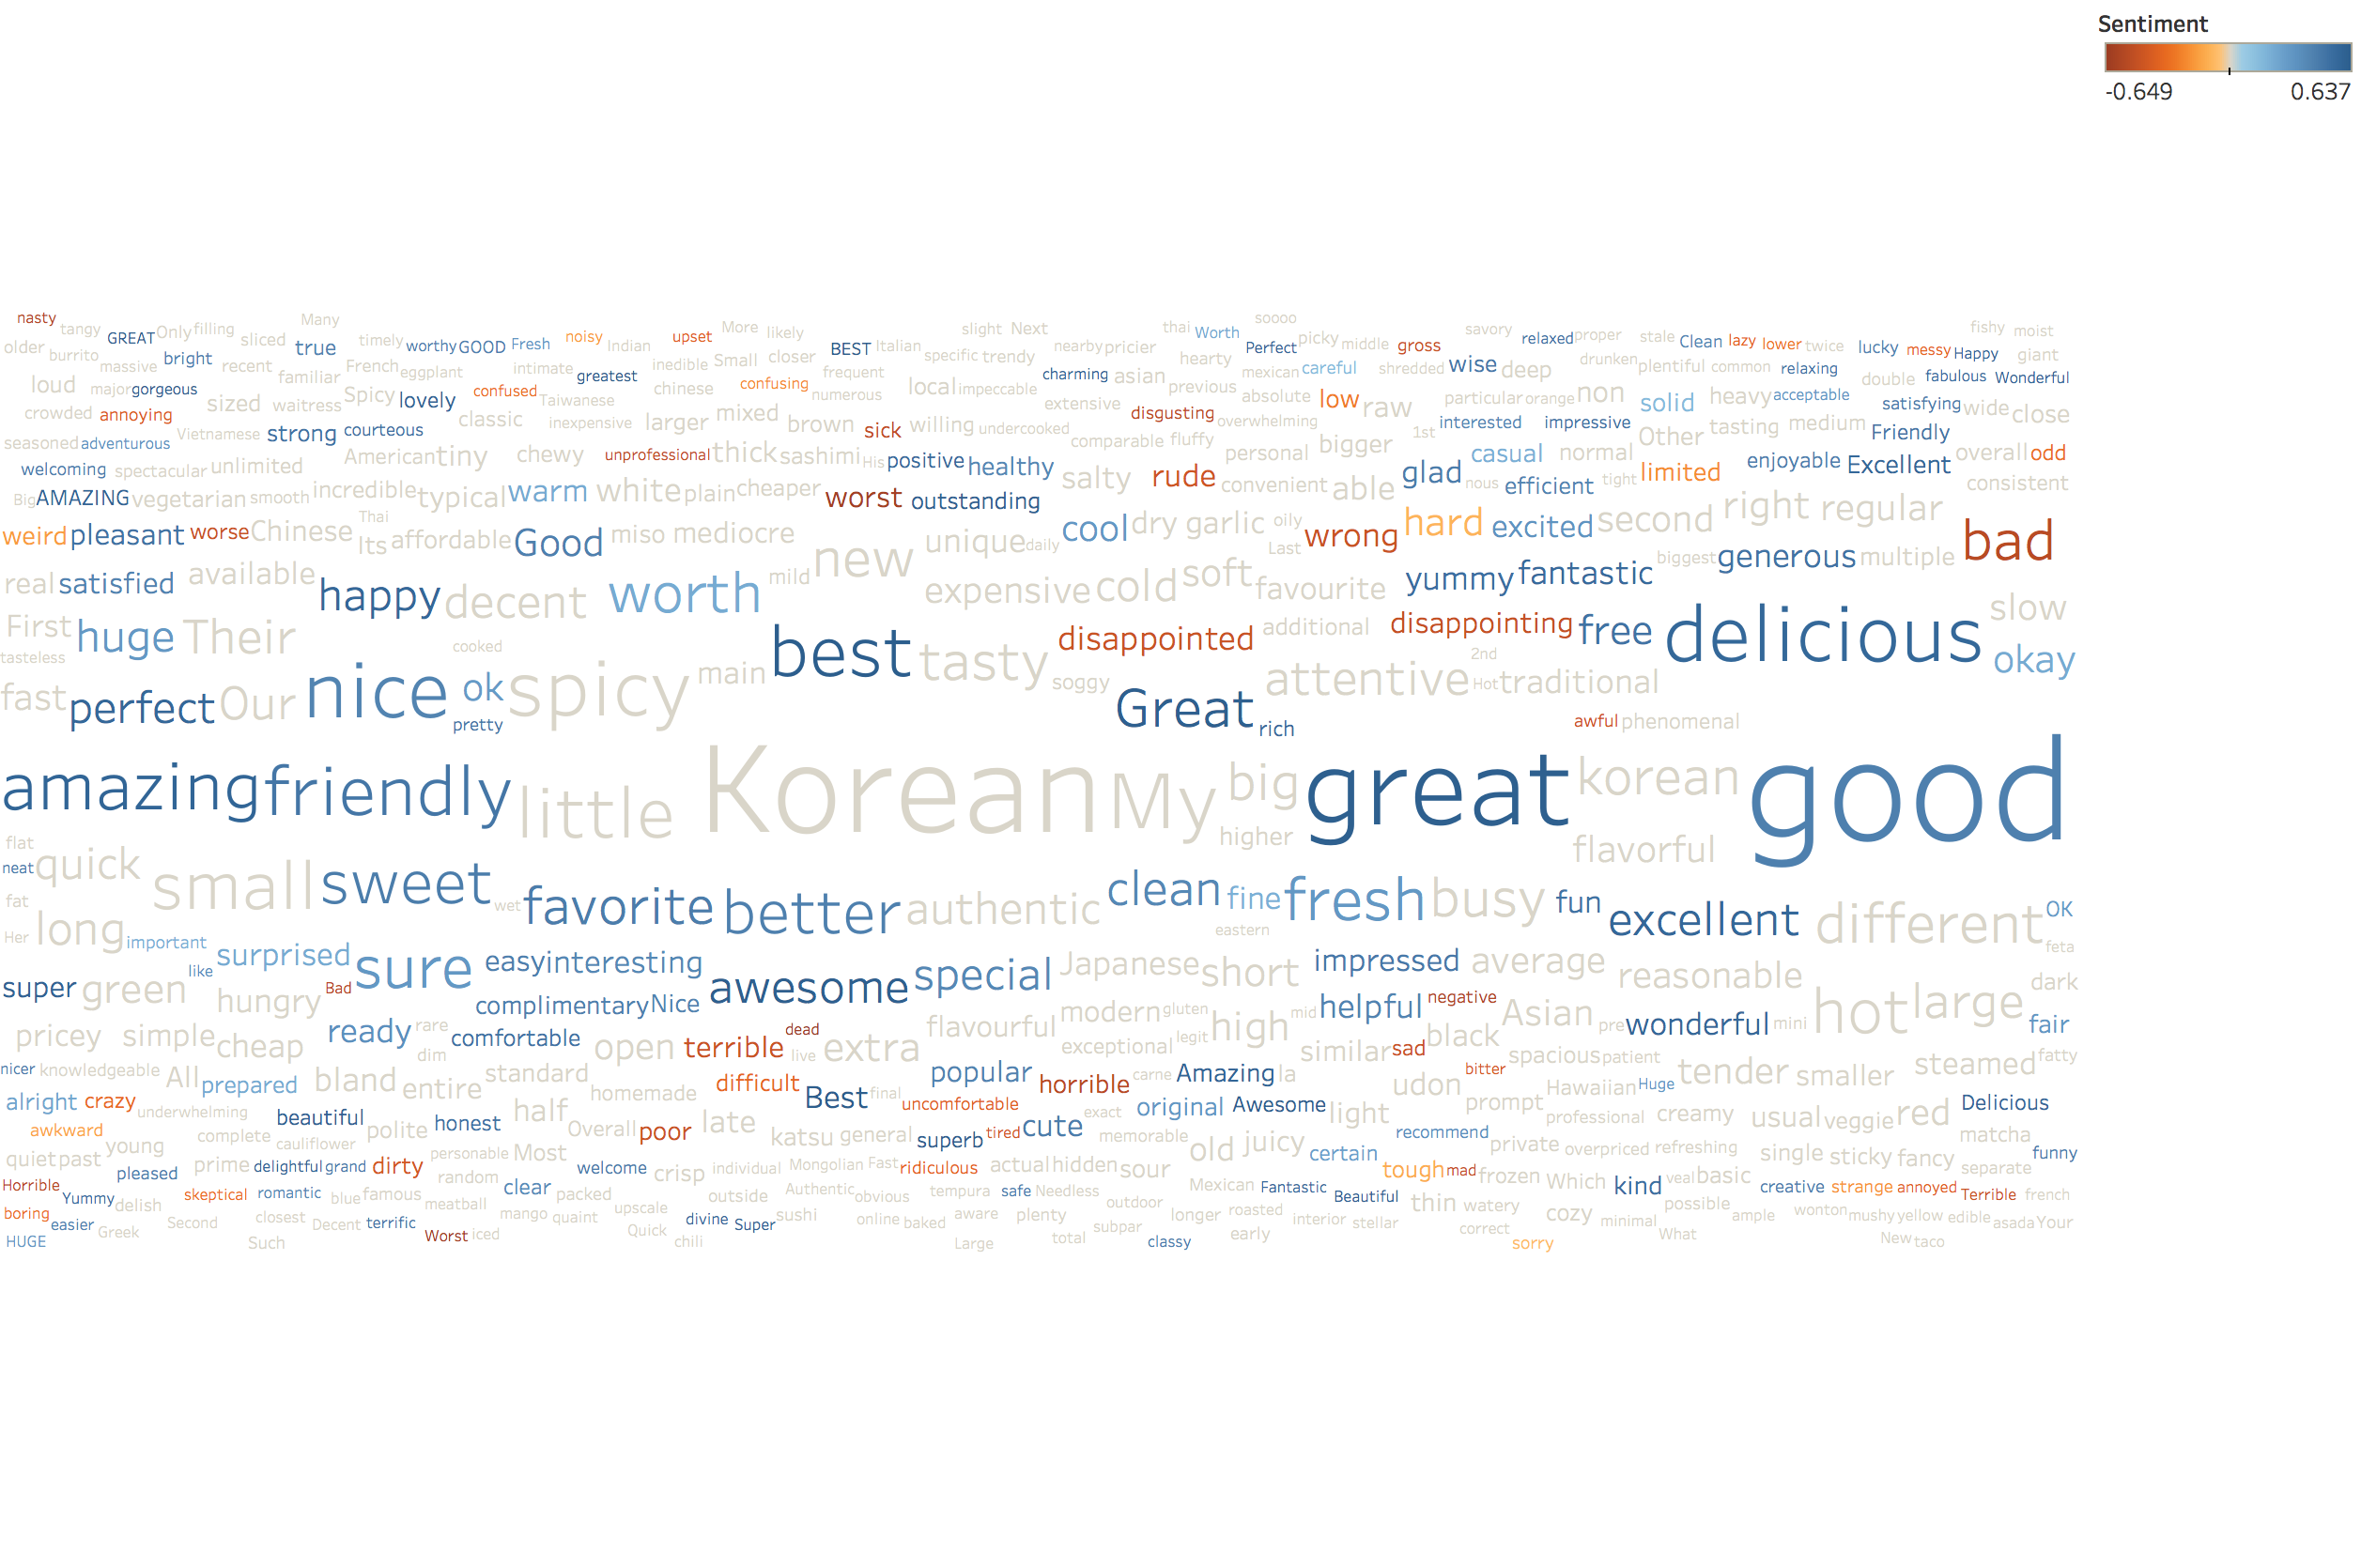 Sentiment
-0.649 0.637
nasty tangy GREAT Only filling sliced Many timely worthy GOOD Fresh noisy Indian upset More likely slight Next thai Worth soooo picky middle gross savory relaxed proper stale Clean lazy lower twice lucky messy Happy fishy moist
older burrito massive bright recent true familiar French eggplant intimate greatest inedible Small closer BEST Italian specific trendy nearby pricier hearty Perfect mexican careful shredded wise deep drunken plentiful common relaxing double fabulous Wonderful giant
loud major gorgeous sized waitress Spicy lovely confused Taiwanese chinese confusing numerous frequent local impeccable charming asian previous absolute low raw particular orange non solid heavy acceptable satisfying wide close
crowded annoying strong courteous classic inexpensive larger mixed brown sick willing undercooked extensive disgusting overwhelming 1st interested impressive Other tasting medium Friendly
seasoned adventurous Vietnamese American tiny chewy unprofessional thick sashimi His positive healthy comparable fluffy personal bigger casual normal enjoyable Excellent overall odd
welcoming spectacular unlimited incredible typical warm white plain cheaper worst outstanding salty rude convenient able glad nous efficient tight limited right regular consistent
Big AMAZING vegetarian smooth Thai
weird pleasant worse Chinese Its affordable Good miso mediocre new unique daily cool dry garlic oily Last wrong hard excited second biggest generous multiple bad
real satisfied available happy decent worth mild expensive cold soft favourite yummy fantastic slow
First huge Their cooked best tasty disappointed additional disappointing free delicious okay
tasteless fast perfect Our nice ok pretty spicy main soggy Great rich attentive 2nd Hot traditional awful phenomenal
amazing friendly little Korean My big higher great korean flavorful good
flat neat quick small sweet wet favorite better authentic clean fine fresh busy fun excellent different OK
fat Her long important eastern feta
like surprised sure easy interesting awesome special Japanese short impressed average reasonable dark
super green hungry Bad complimentary Nice modern gluten mid helpful negative Asian pre wonderful mini hot large fair
pricey simple cheap ready rare dim comfortable open terrible dead live extra flavourful exceptional legit high similar sad black spacious patient steamed fatty
nicer knowledgeable All prepared bland entire standard homemade difficult Best final popular horrible carne Amazing la udon bitter Hawaiian Huge tender smaller
alright crazy underwhelming beautiful polite honest half Overall poor late uncomfortable exact original Awesome light prompt professional creamy usual veggie red Delicious
awkward young complete cauliflower personable Most katsu general superb tired cute memorable old juicy certain recommend private overpriced refreshing single sticky fancy matcha
quiet past pleased prime delightful grand dirty random welcome crisp individual Mongolian Fast ridiculous actual hidden sour tough mad frozen Which veal basic separate funny
Horrible Yummy delish skeptical romantic blue famous meatball clear packed upscale outside Authentic obvious tempura safe Needless outdoor Mexican Fantastic Beautiful thin watery kind possible creative strange annoyed Terrible french
boring easier Greek Second closest Decent terrific mango quaint Quick divine Super sushi online baked aware plenty subpar longer roasted interior stellar correct cozy minimal ample wonton mushy yellow edible asada Your
HUGE Such Worst iced chili Large total classy early sorry What New taco